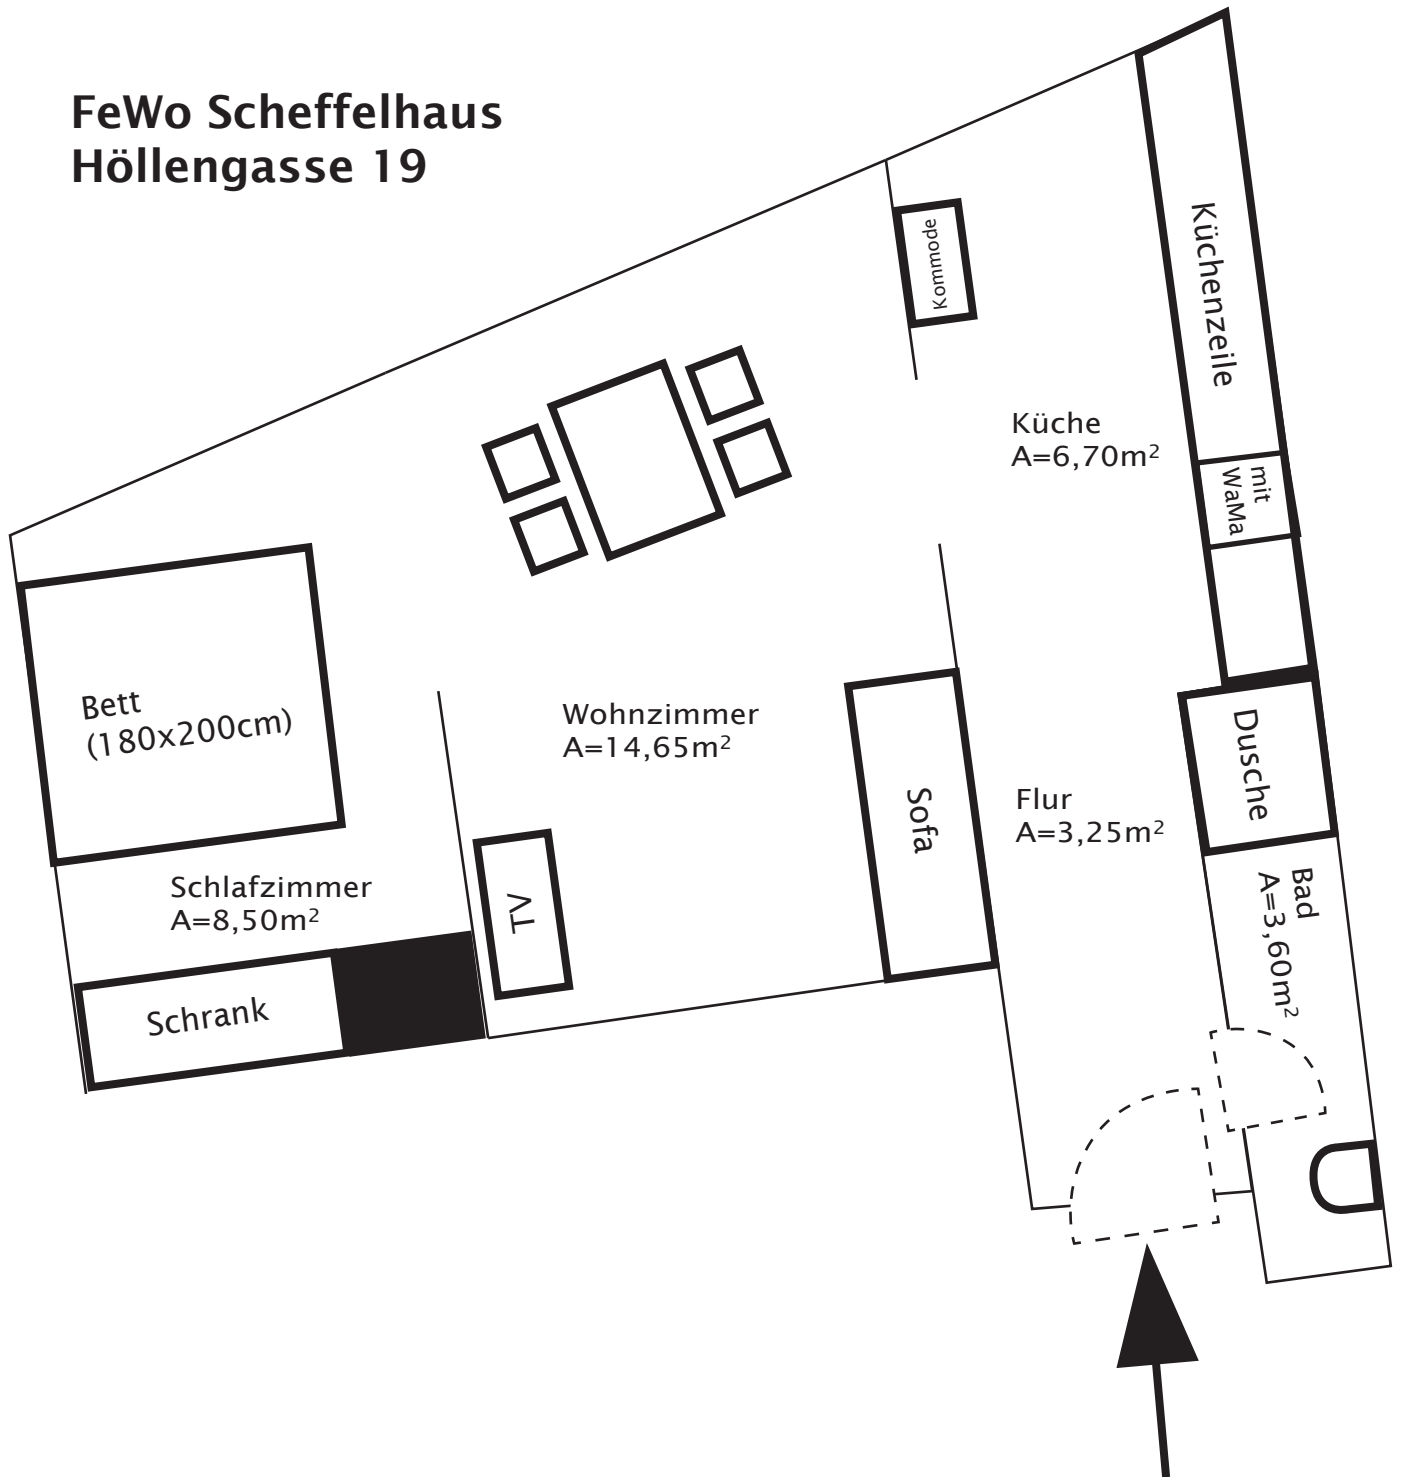 FeWo Scheffelhaus
Höllengasse 19
Kommode
Küchenzeile
Küche
A=6,70m²
mit
WaMa
Bett
(180x200cm)
Wohnzimmer
A=14,65m²
Sofa
Flur
A=3,25m²
Dusche
Schlafzimmer
A=8,50m²
TV
Bad
A=3,60m²
Schrank